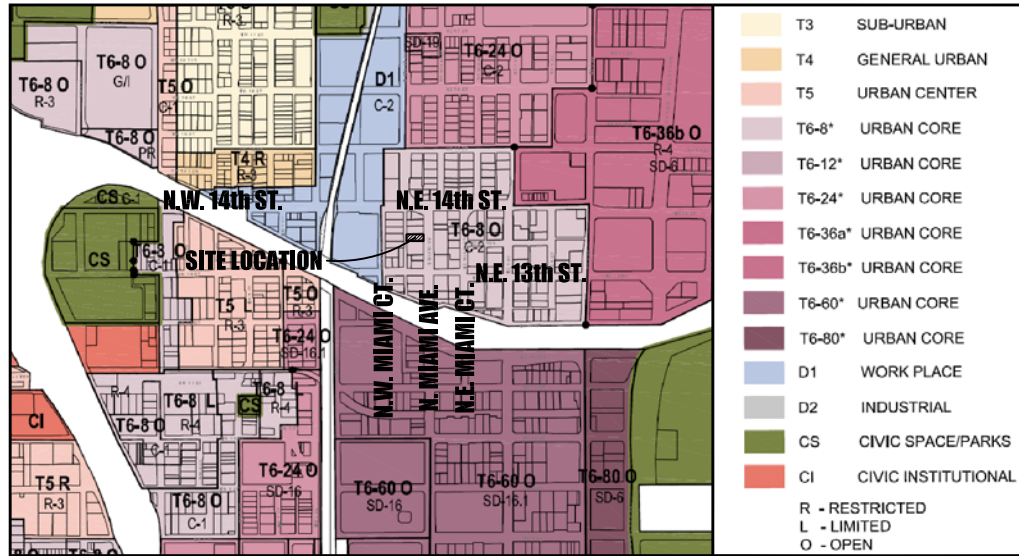 R-3
T6-8 O
G/I
T6-8 O
R-3
T5 O
C-1
T6-8 O
PR
SD-19
T6-24 O
C-2
D1
C-2
T6-36b O
R-4
SD-6
T4 R
R-3
CS
N.W. 14th ST.
N.E. 14th ST.
T6-8 O
C-2
CS
T6-8 O
C-1
SITE LOCATION
N.E. 13th ST.
T5 L
R-3
T5 O
R-3
N.W. MIAMI CT.
N. MIAMI AVE.
N.E. MIAMI CT.
T6-24 O
SD-16.1
R-4
T6-8 L
R-4
T6-8 L
R-4
CS
CI
T6-8 O
C-1
T5 R
R-3
T6-24 O
SD-16
T6-60 O
SD-16
T6-60 O
SD-16.1
T6-80 O
SD-6
T6-8 O
C-1
T3 SUB-URBAN
T4 GENERAL URBAN
T5 URBAN CENTER
T6-8* URBAN CORE
T6-12* URBAN CORE
T6-24* URBAN CORE
T6-36a* URBAN CORE
T6-36b* URBAN CORE
T6-60* URBAN CORE
T6-80* URBAN CORE
D1 WORK PLACE
D2 INDUSTRIAL
CS CIVIC SPACE/PARKS
CI CIVIC INSTITUTIONAL
R - RESTRICTED
L - LIMITED
O - OPEN